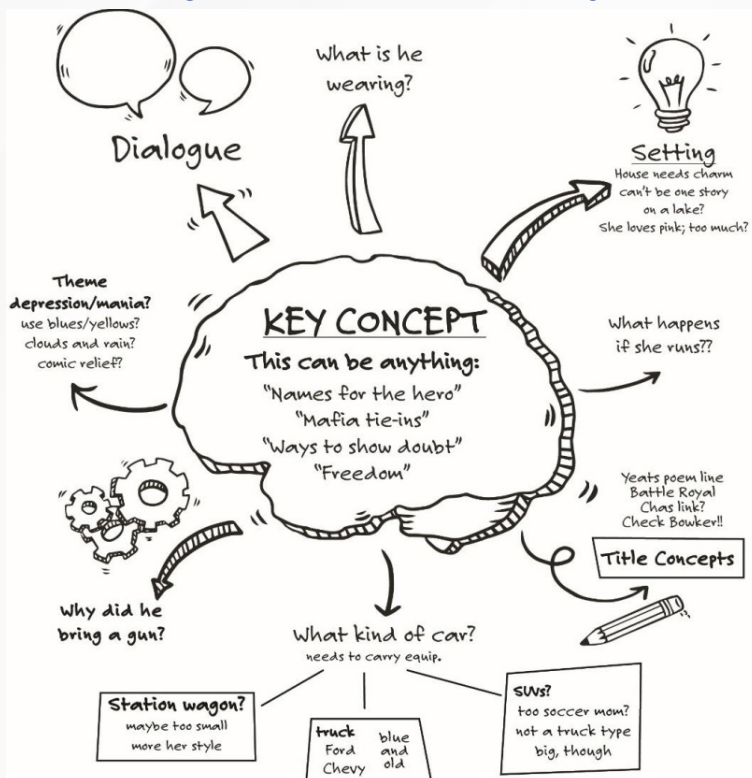 Dialogue
What is he
wearing?
Setting
House needs charm
can't be one story
on a lake?
She loves pink; too much?
Theme
depression/mania?
use blues/yellows?
clouds and rain?
comic relief?
KEY CONCEPT
This can be anything:
"Names for the hero"
"Mafia tie-ins"
"Ways to show doubt"
"Freedom"
What happens
if she runs??
Yeats poem line
Battle Royal
Chas link?
Check Bowker!!
Title Concepts
Why did he
bring a gun?
What kind of car?
needs to carry equip.
Station wagon?
maybe too small
more her style
truck
Ford
Chevy
blue
and
old
SUVs?
too soccer mom?
not a truck type
big, though